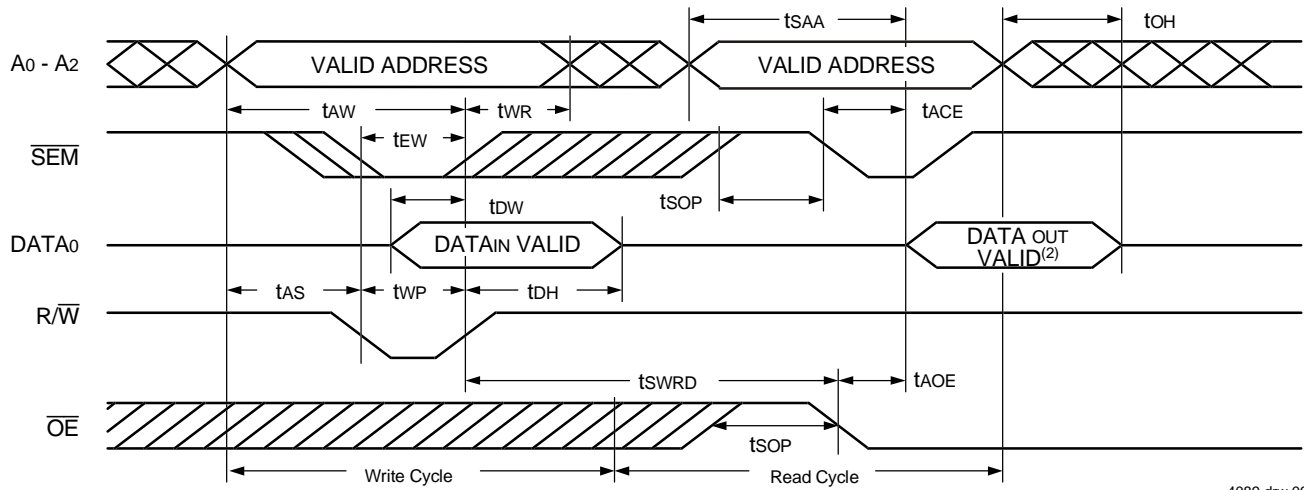 tSAA
tOH
A0 - A2
VALID ADDRESS
VALID ADDRESS
tAW
tWR
tACE
tEW
SEM
tDW
tSOP
DATA0
DATAIN VALID
DATA OUT
VALID(2)
tAS
tWP
tDH
R/W
tSWRD
tAOE
OE
tSOP
Write Cycle
Read Cycle